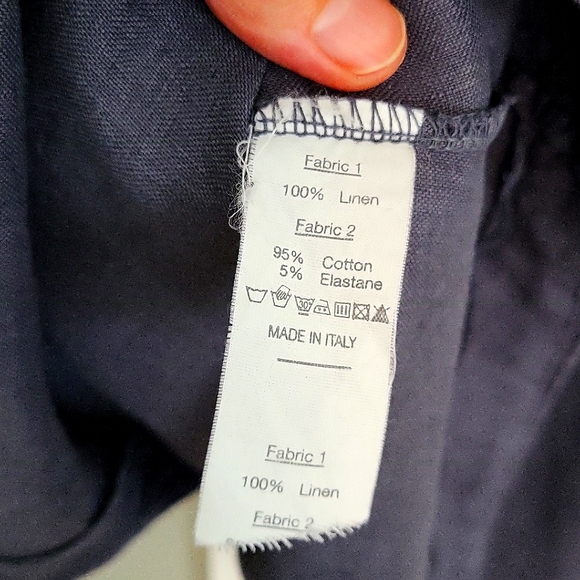 Fabric 1
100% Linen
Fabric 2
95% Cotton
5% Elastane
30°
MADE IN ITALY
Fabric 1
100% Linen
Fabric 2